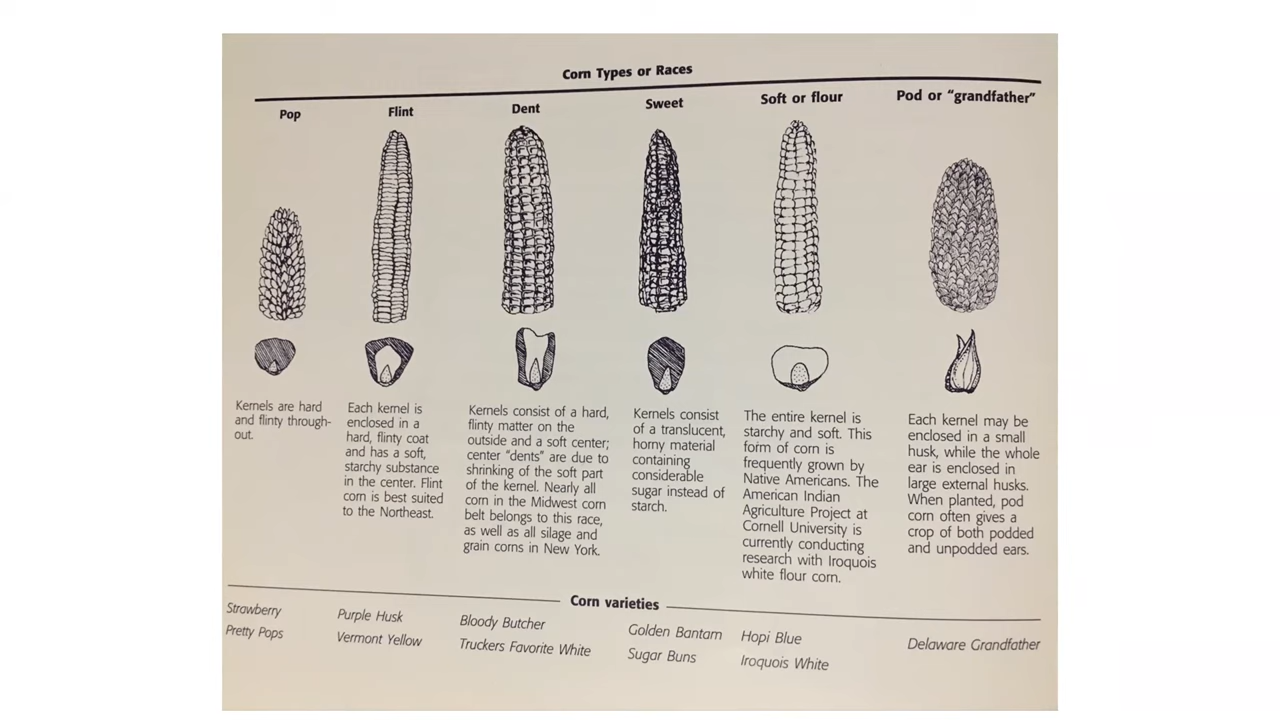 Corn Types or Races
Pop
Flint
Dent
Sweet
Soft or flour
Pod or “grandfather”
Kernels are hard
and flinty through-
out.
Each kernel is
enclosed in a
hard, flinty coat
and has a soft,
starchy substance
in the center. Flint
corn is best suited
to the Northeast.
Kernels consist of a hard,
flinty matter on the
outside and a soft center;
center “dents” are due to
shrinking of the soft part
of the kernel. Nearly all
corn in the Midwest corn
belt belongs to this race,
as well as all silage and
grain corns in New York.
Kernels consist
of a translucent,
horny material
containing
considerable
sugar instead of
starch.
The entire kernel is
starchy and soft. This
form of corn is
frequently grown by
Native Americans. The
American Indian
Agriculture Project at
Cornell University is
currently conducting
research with Iroquois
white flour corn.
Each kernel may be
enclosed in a small
husk, while the whole
ear is enclosed in
large external husks.
When planted, pod
corn often gives a
crop of both podded
and unpodded ears.
Corn varieties
Strawberry
Pretty Pops
Purple Husk
Vermont Yellow
Bloody Butcher
Truckers Favorite White
Golden Bantam
Sugar Buns
Hopi Blue
Iroquois White
Delaware Grandfather